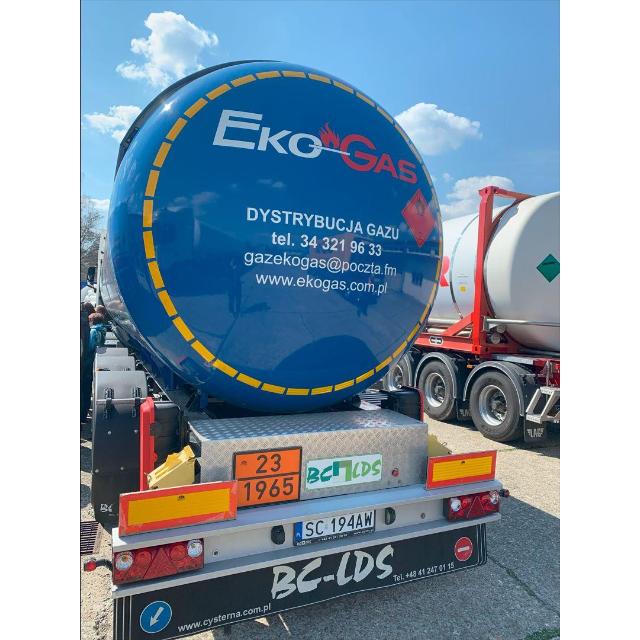 EKO GAS
DYSTRYBUCJA GAZU
tel. 34 321 96 33
gazekogas@poczta.fm
www.ekogas.com.pl
23
1965
BC LDS
SC 194AW
BC-LDS
Tel. +48 41 247 01 15
www.cysterna.com.pl